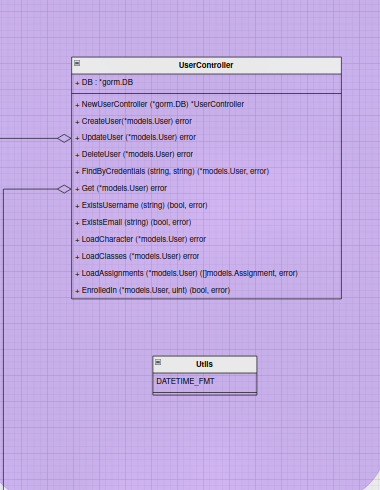 UserController
+ DB : *gorm.DB
+ NewUserController (*gorm.DB) *UserController
+ CreateUser(*models.User) error
+ UpdateUser (*models.User) error
+ DeleteUser (*models.User) error
+ FindByCredentials (string, string) (*models.User, error)
+ Get (*models.User) error
+ ExistsUsername (string) (bool, error)
+ ExistsEmail (string) (bool, error)
+ LoadCharacter (*models.User) error
+ LoadClasses (*models.User) error
+ LoadAssignments (*models.User) ([]models.Assignment, error)
+ EnrolledIn (*models.User, uint) (bool, error)
Utils
DATETIME_FMT